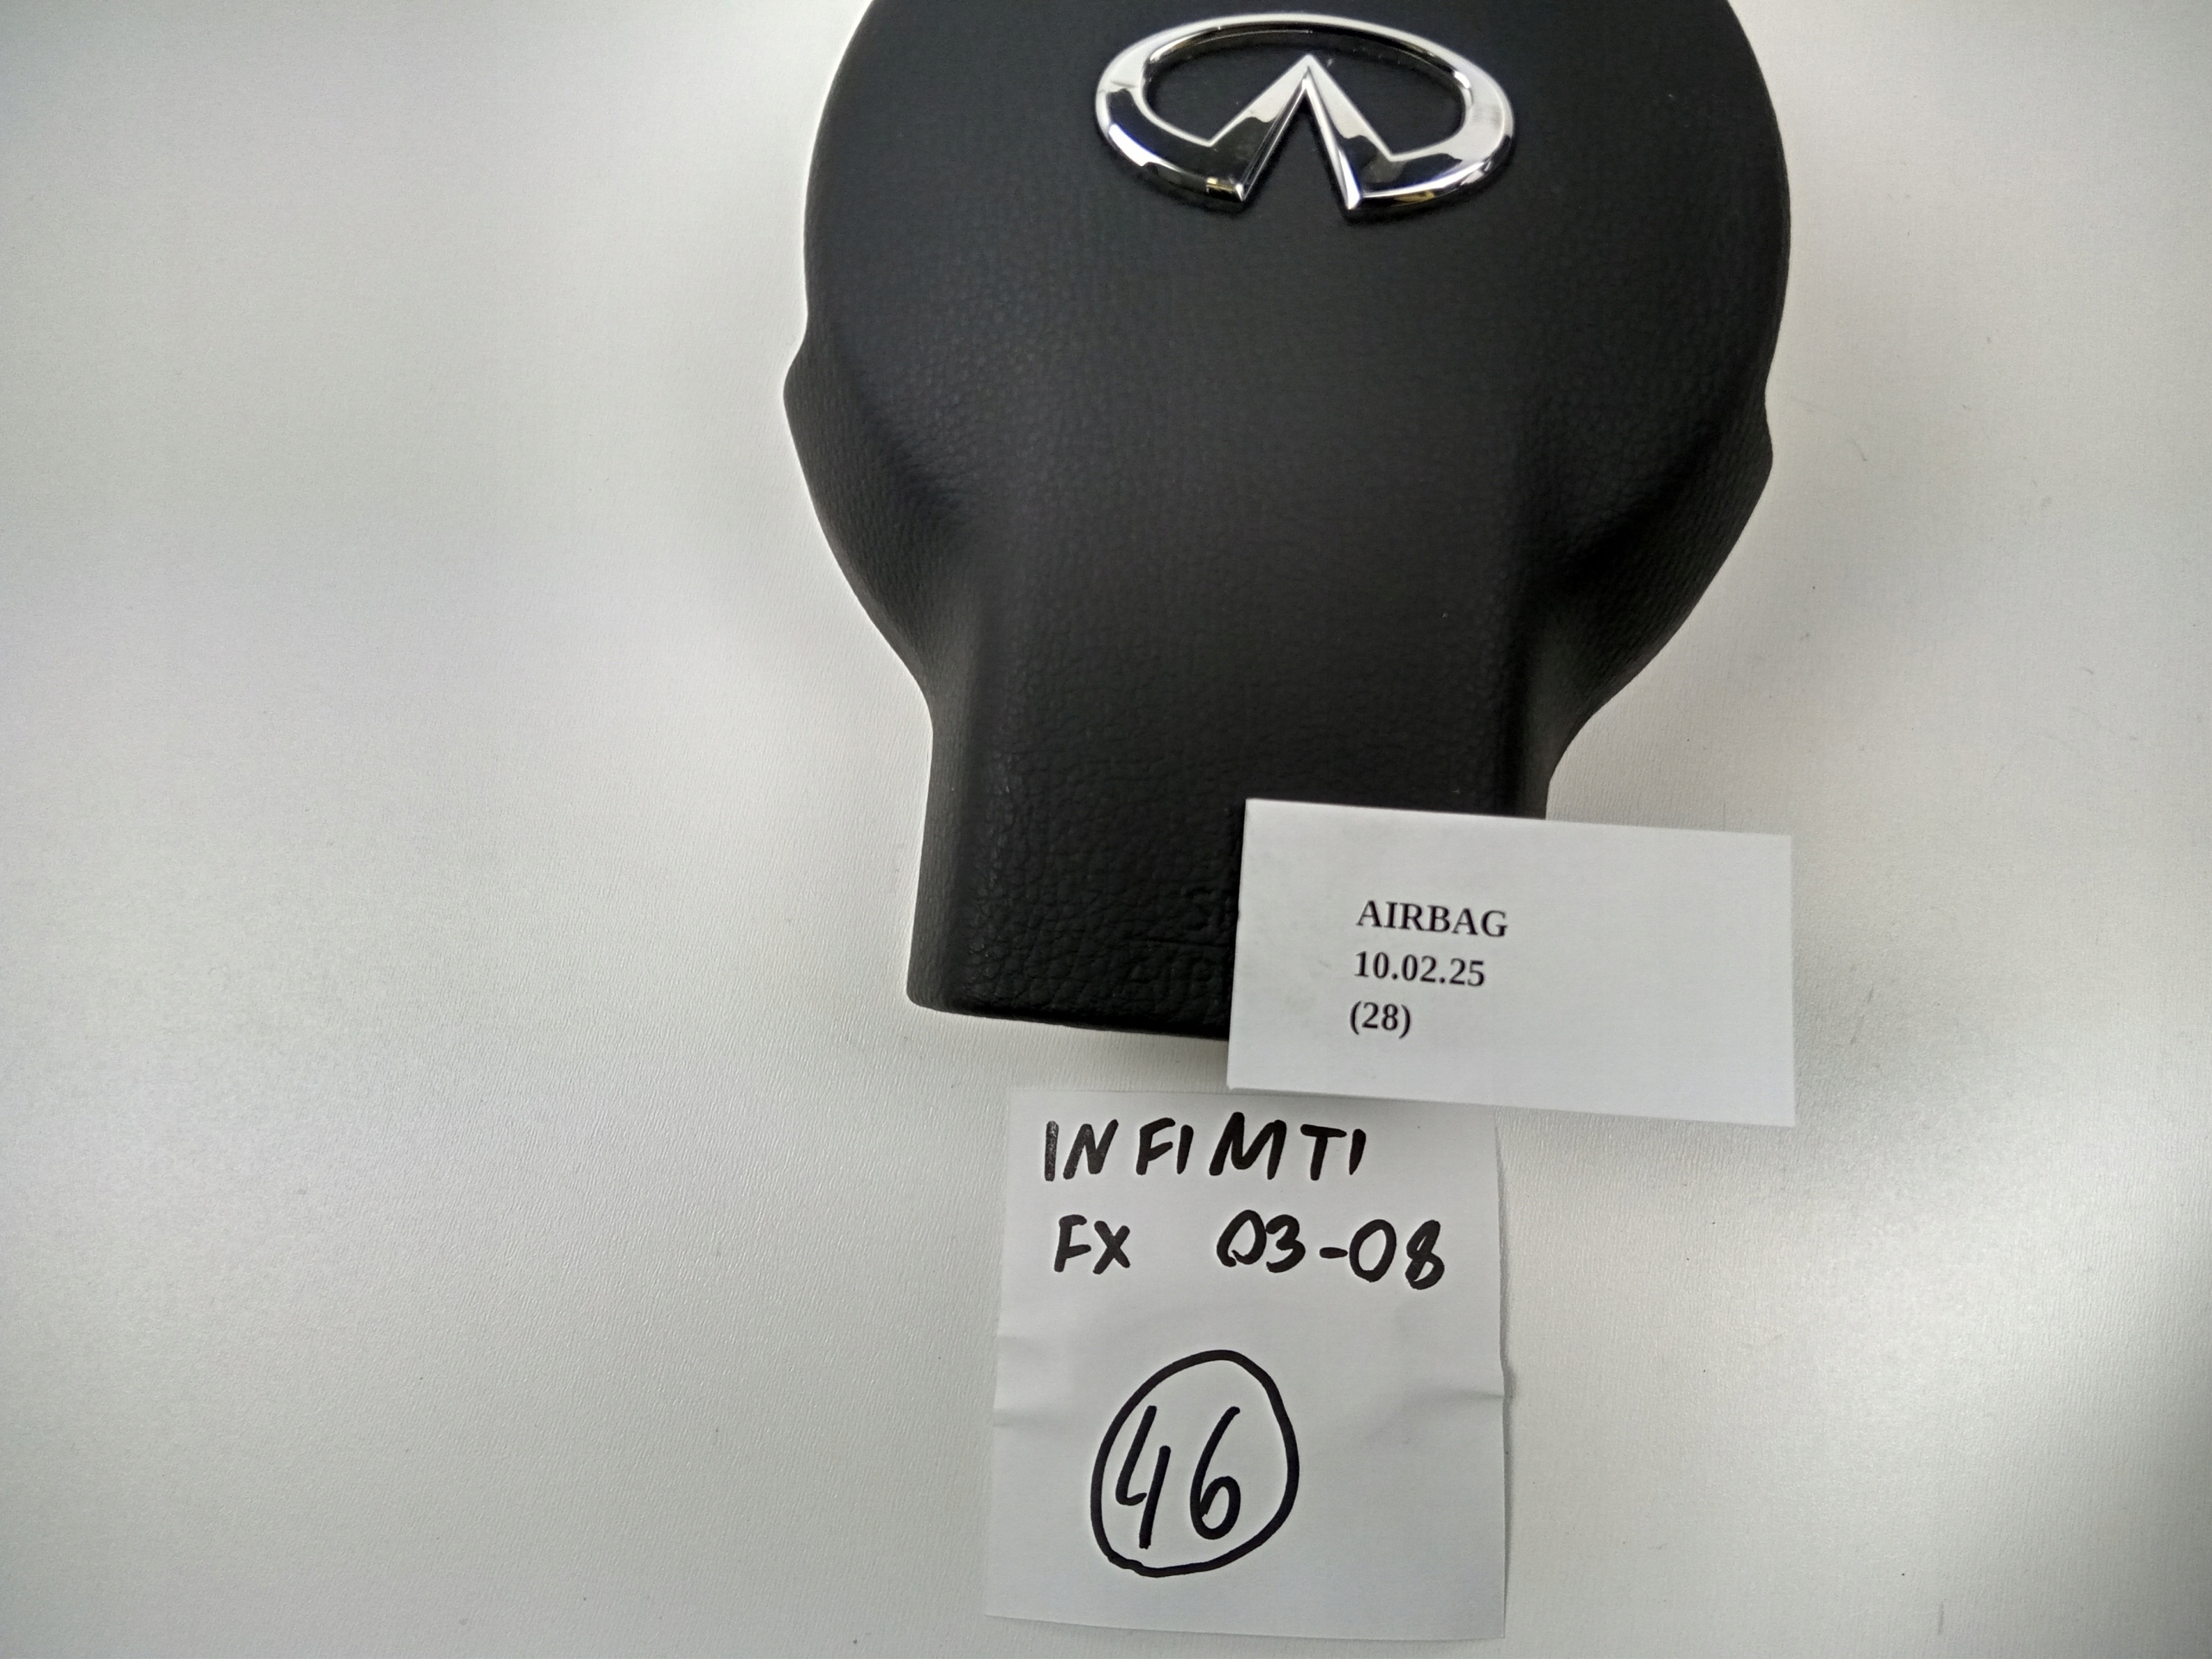 AIRBAG
10.02.25
(28)
INFIMTI
FX 03-08
46